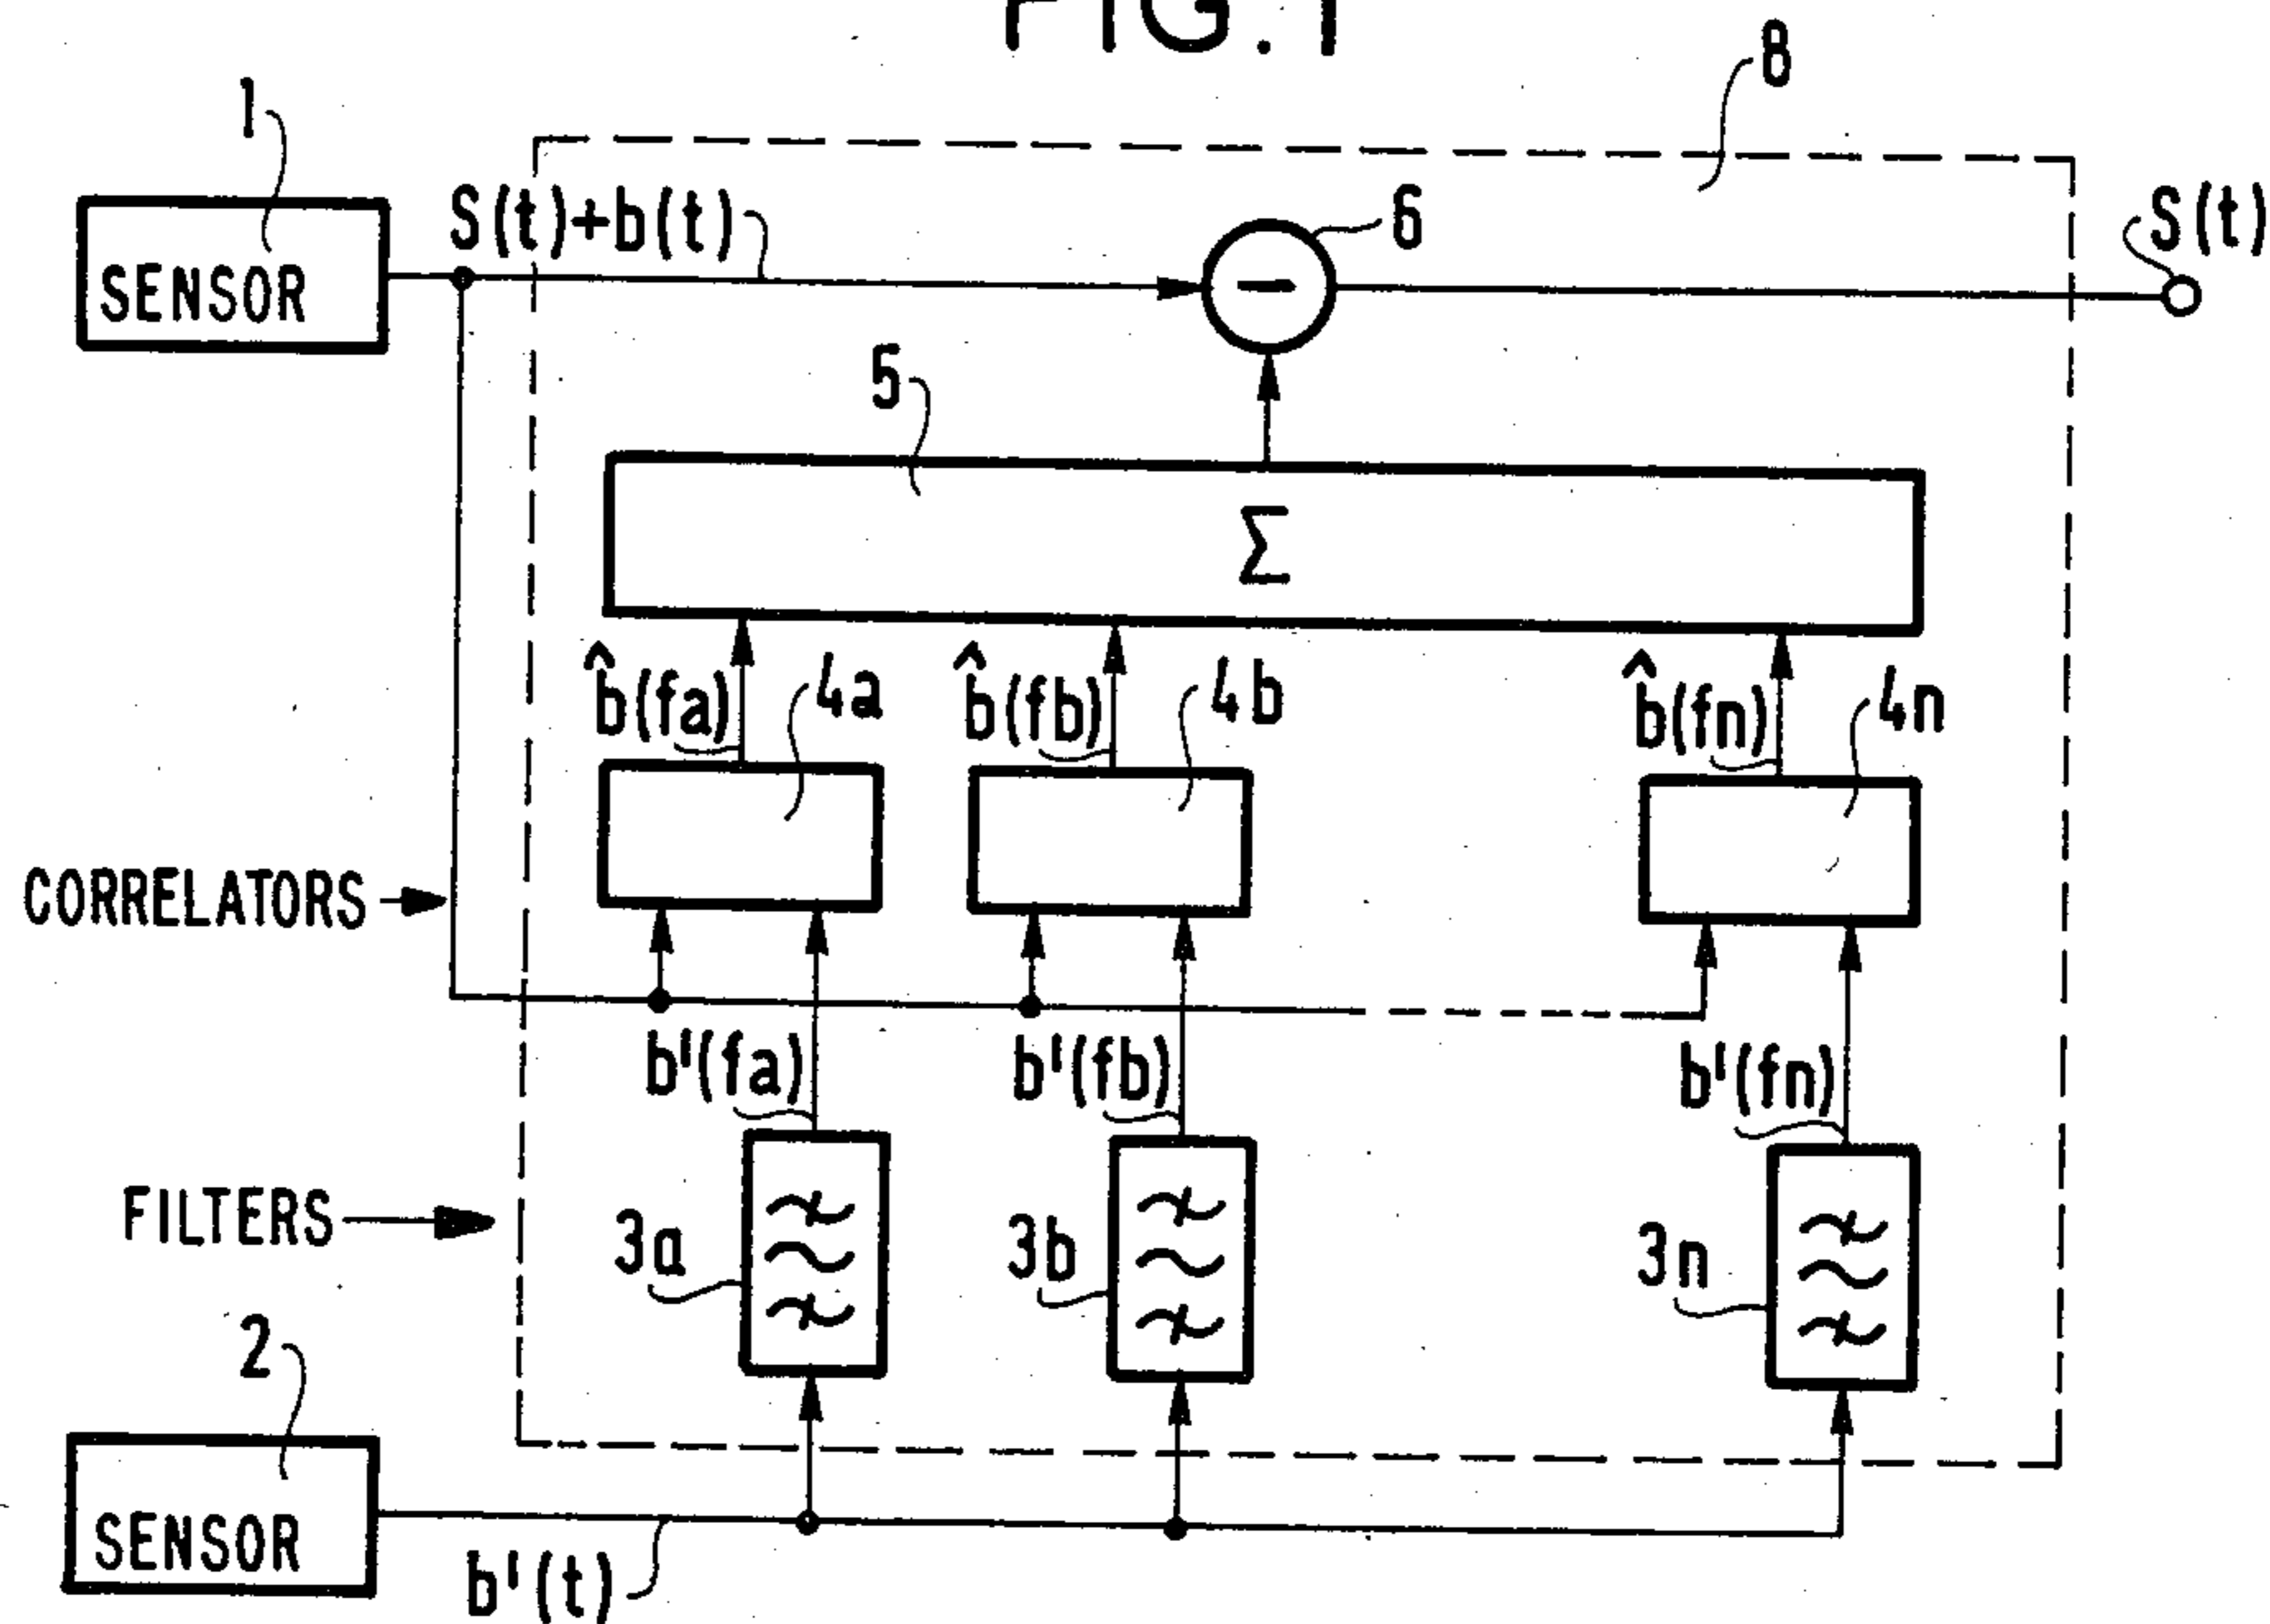 FIG.1
8
1
S(t)+b(t)
6
S(t)
SENSOR
5
Σ
b̂(fa)
4a
b̂(fb)
4b
b̂(fn)
4n
CORRELATORS
b'(fa)
b'(fb)
b'(fn)
FILTERS
3a
3b
3n
2
SENSOR
b'(t)